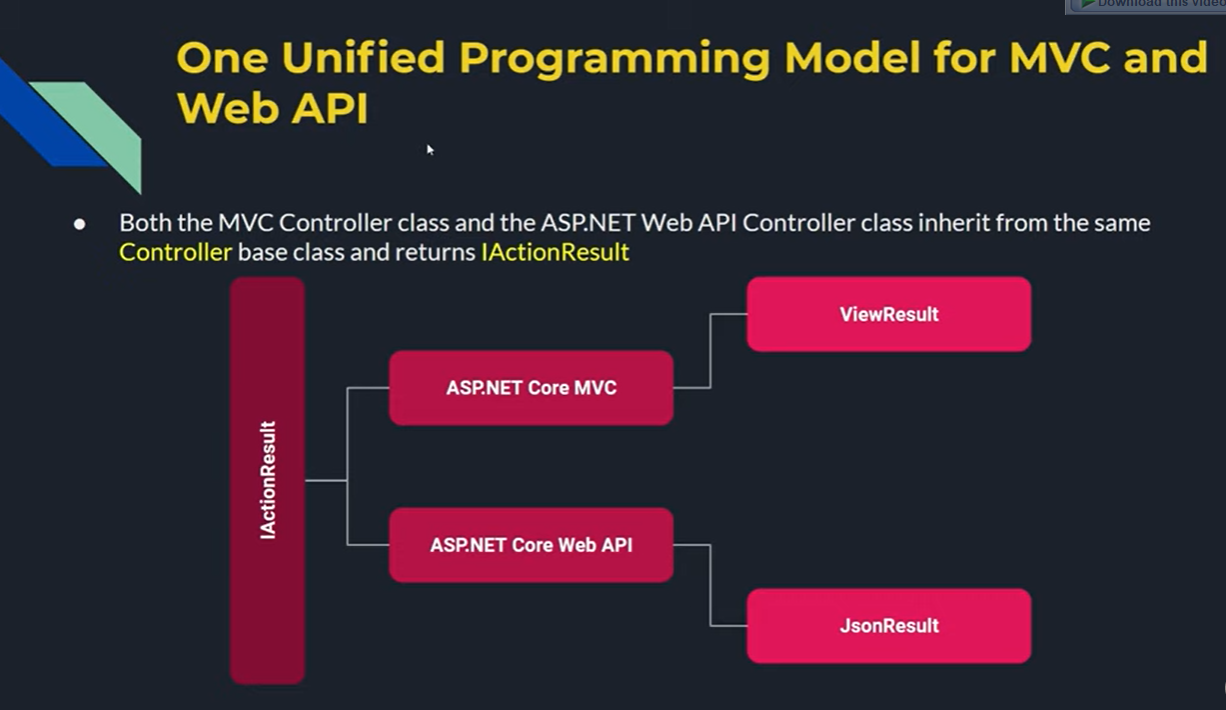 Download this video
One Unified Programming Model for MVC and
Web API
● Both the MVC Controller class and the ASP.NET Web API Controller class inherit from the same
Controller base class and returns IActionResult
ViewResult
ASP.NET Core MVC
IActionResult
ASP.NET Core Web API
JsonResult